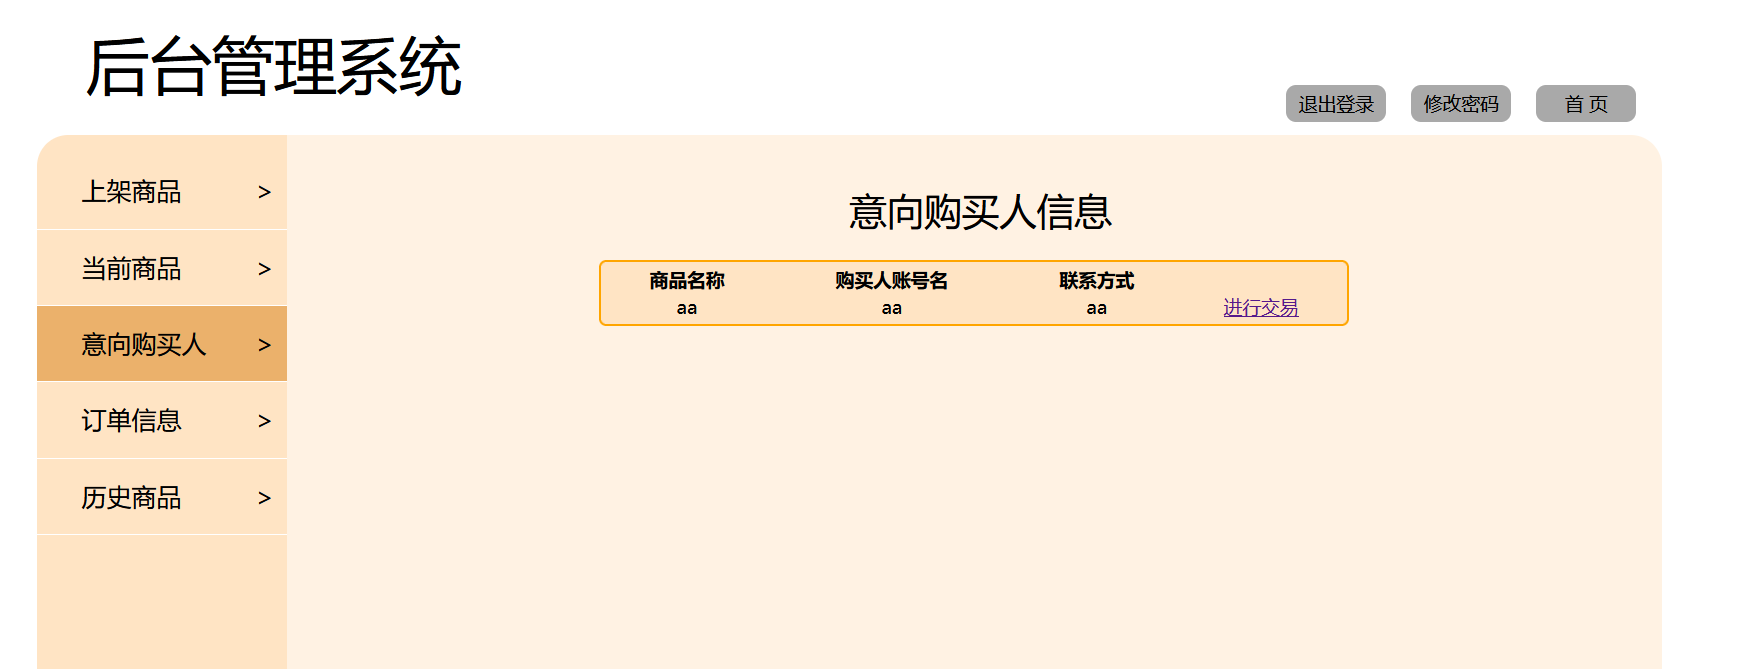 后台管理系统
退出登录 修改密码 首 页
上架商品 >
当前商品 >
意向购买人 >
订单信息 >
历史商品 >
意向购买人信息
商品名称 购买人账号名 联系方式
aa aa aa 进行交易